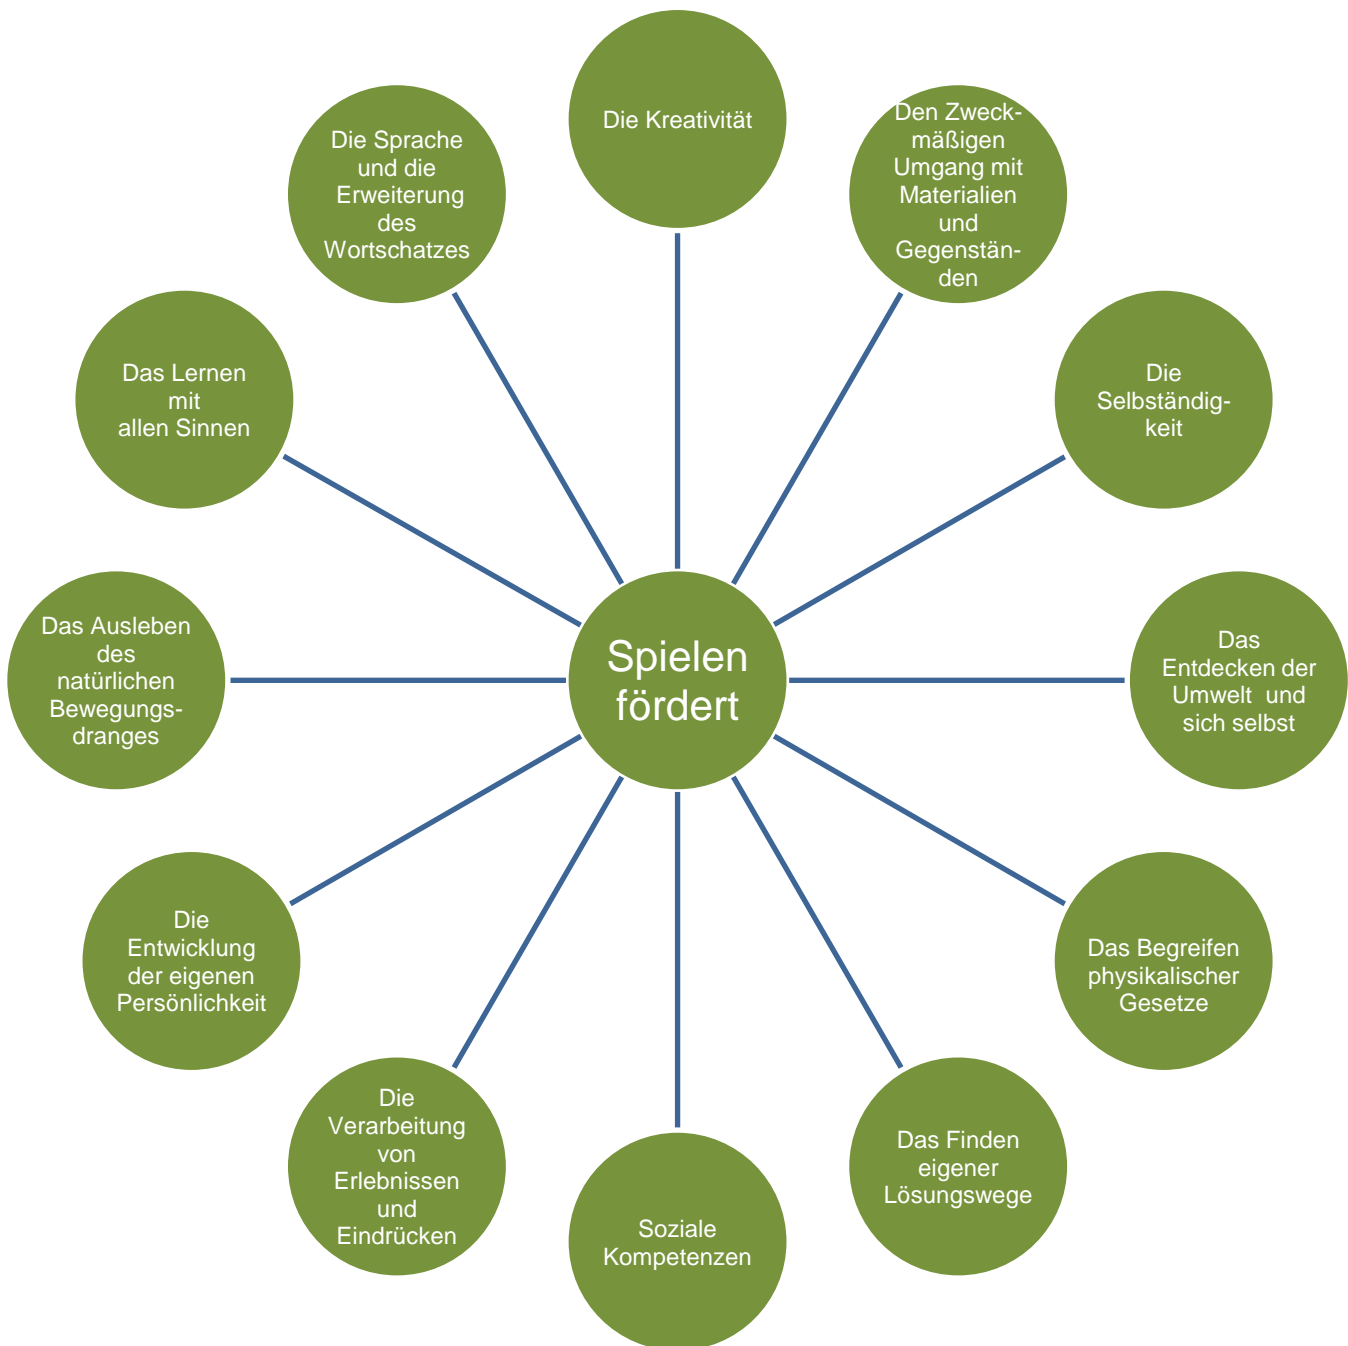 Die Kreativität
Den Zweck-
mäßigen
Umgang mit
Materialien
und
Gegenstän-
den
Die
Selbständig-
keit
Das
Entdecken der
Umwelt und
sich selbst
Das Begreifen
physikalischer
Gesetze
Das Finden
eigener
Lösungswege
Soziale
Kompetenzen
Die
Verarbeitung
von
Erlebnissen
und
Eindrücken
Die
Entwicklung
der eigenen
Persönlichkeit
Das Ausleben
des
natürlichen
Bewegungs-
dranges
Das Lernen
mit
allen Sinnen
Die Sprache
und die
Erweiterung
des
Wortschatzes
Spielen
fördert